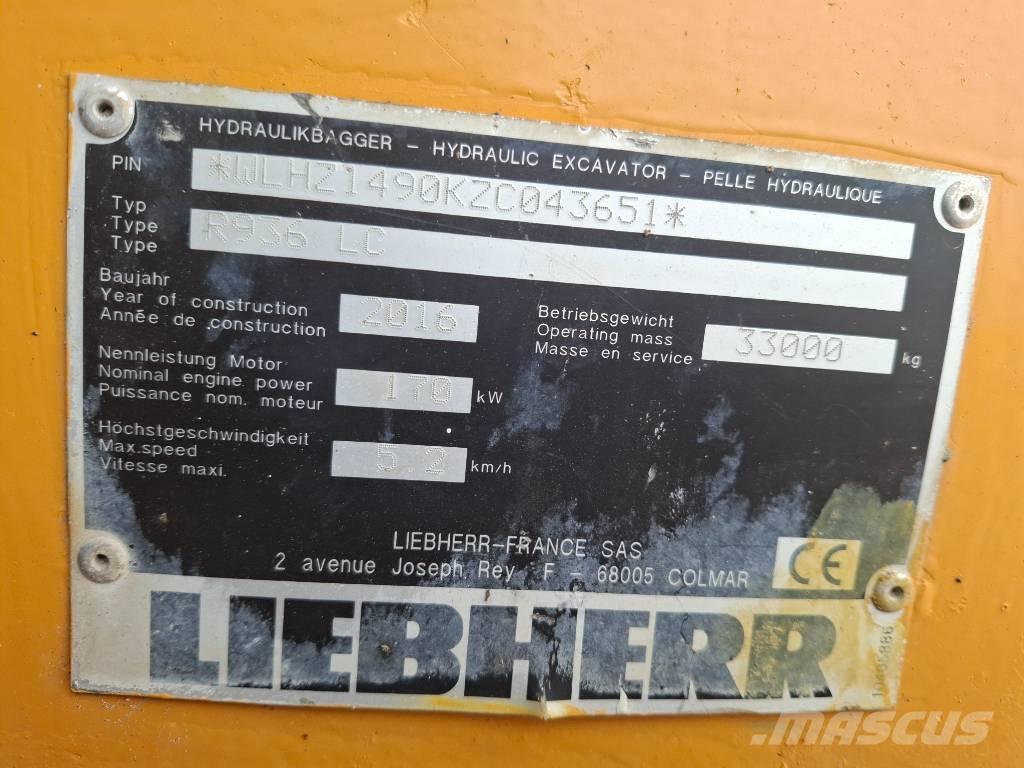 HYDRAULIKBAGGER - HYDRAULIC EXCAVATOR - PELLE HYDRAULIQUE
PIN *WLHZ1490KZC043651*
Typ
Type R936 LC
Type
Baujahr
Year of construction 2016
Année de construction
Betriebsgewicht
Operating mass 33000 kg
Masse en service
Nennleistung Motor
Nominal engine power 170 kW
Puissance nom. moteur
Höchstgeschwindigkeit
Max.speed 5.2 km/h
Vitesse maxi.
LIEBHERR-FRANCE SAS
2 avenue Joseph Rey F - 68005 COLMAR
CE
LIEBHERR
MASCUS